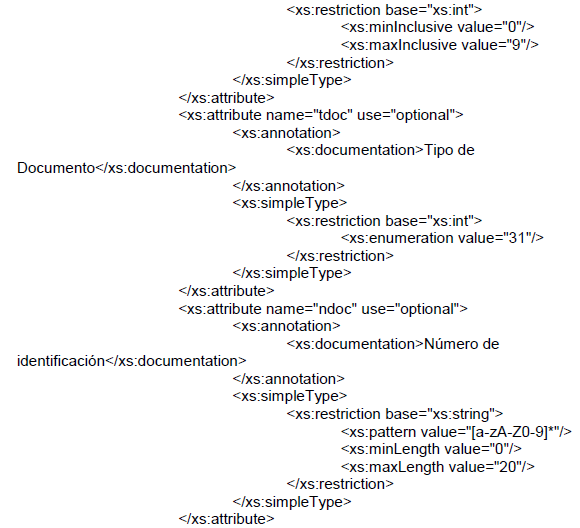 <xs:restriction base="xs:int">
<xs:minInclusive value="0"/>
<xs:maxInclusive value="9"/>
</xs:restriction>
</xs:simpleType>
</xs:attribute>
<xs:attribute name="tdoc" use="optional">
<xs:annotation>
<xs:documentation>Tipo de
Documento</xs:documentation>
</xs:annotation>
<xs:simpleType>
<xs:restriction base="xs:int">
<xs:enumeration value="31"/>
</xs:restriction>
</xs:simpleType>
</xs:attribute>
<xs:attribute name="ndoc" use="optional">
<xs:annotation>
<xs:documentation>Número de
identificación</xs:documentation>
</xs:annotation>
<xs:simpleType>
<xs:restriction base="xs:string">
<xs:pattern value="[a-zA-Z0-9]*"/>
<xs:minLength value="0"/>
<xs:maxLength value="20"/>
</xs:restriction>
</xs:simpleType>
</xs:attribute>